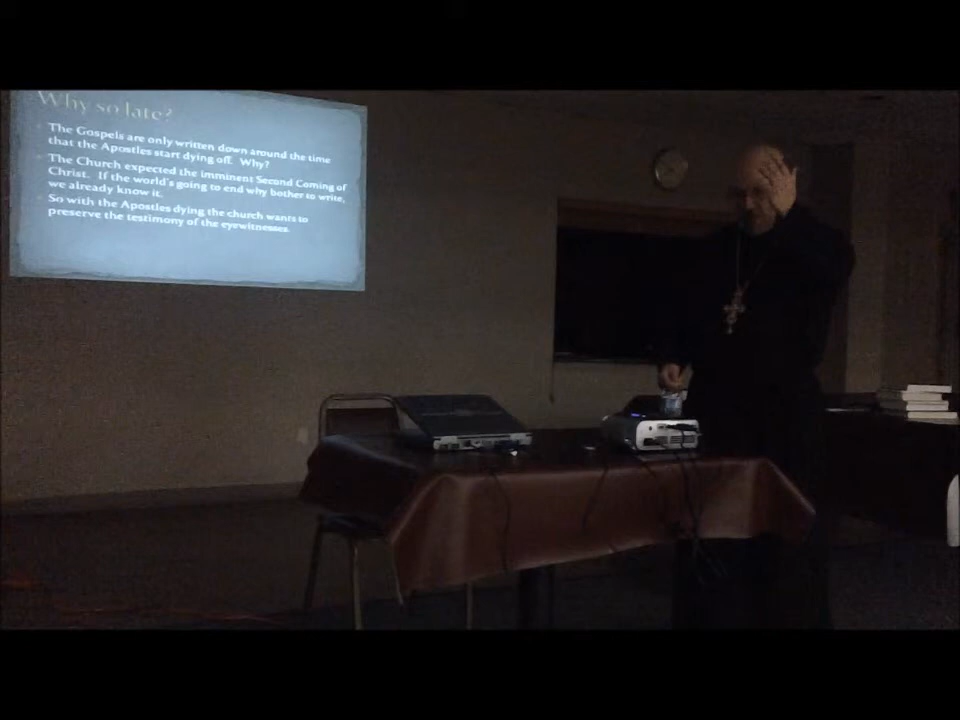 Why so late?
The Gospels are only written down around the time
that the Apostles start dying off. Why?
The Church expected the imminent Second Coming of
Christ. If the world's going to end why bother to write,
we already know it.
So with the Apostles dying the church wants to
preserve the testimony of the eyewitnesses.